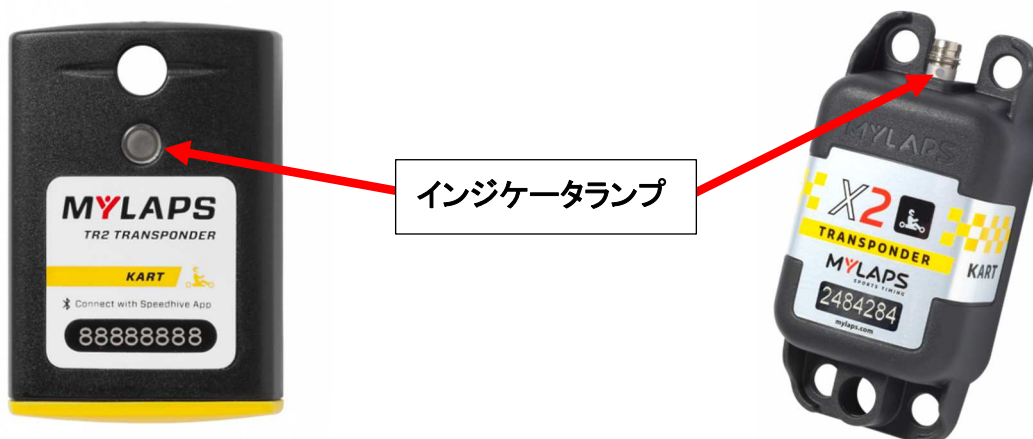 MYLAPS
TR2 TRANSPONDER
KART
Connect with Speedhive App
88888888
インジケータランプ
MYLAPS
X2
TRANSPONDER
KART
MYLAPS
SPORTS TIMING
2484284
mylaps.com